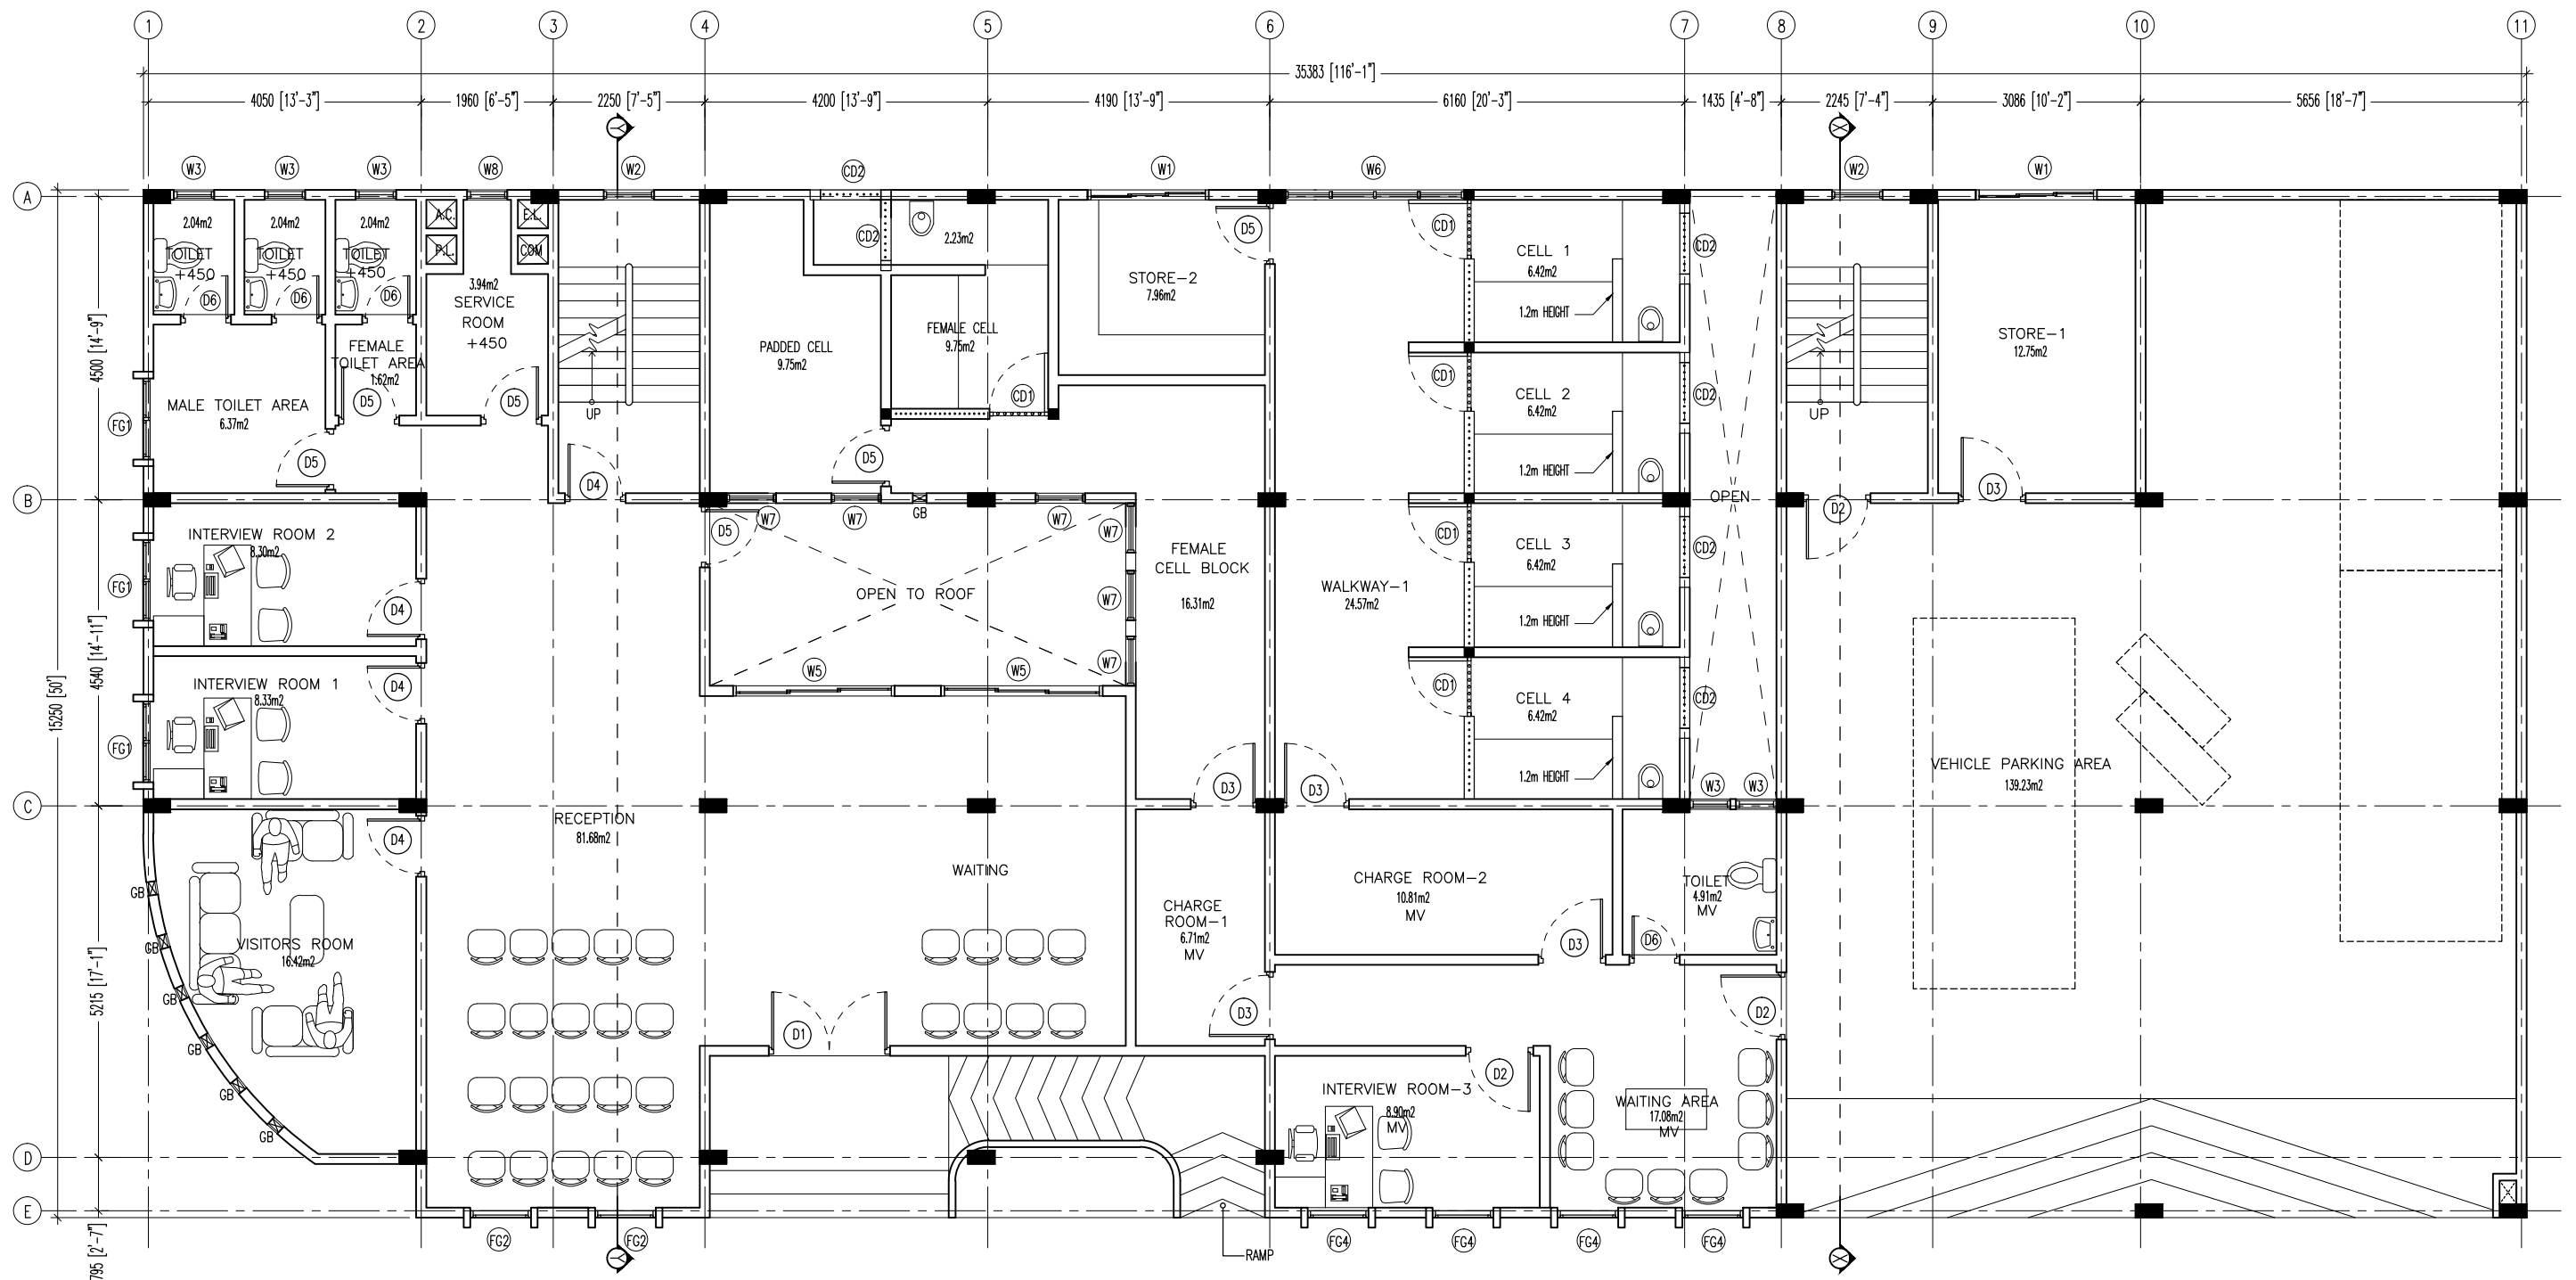 1 2 3 4 5 6 7 8 9 10 11
35383 [116'-1"]
4050 [13'-3"] 1960 [6'-5"] 2250 [7'-5"] 4200 [13'-9"] 4190 [13'-9"] 6160 [20'-3"] 1435 [4'-8"] 2245 [7'-4"] 3086 [10'-2"] 5656 [18'-7"]
Y X
W3 W3 W3 W8 W2 CD2 W1 W6 W2 W1
A
4500 [14'-9"]
2.04m2
TOILET
+450
D6
2.04m2
TOILET
+450
D6
2.04m2
TOILET
+450
D6
A.C.
P.L.
E.L.
COM
3.94m2
SERVICE
ROOM
+450
D5
FEMALE
TOILET AREA
1.62m2
D5
MALE TOILET AREA
6.37m2
D5
FG1
UP
D4
PADDED CELL
9.75m2
D5
CD2
2.23m2
FEMALE CELL
9.75m2
CD1
STORE-2
7.96m2
D5
CD1
CELL 1
6.42m2
1.2m HEIGHT
CD2
CD1
CELL 2
6.42m2
1.2m HEIGHT
CD2
UP
STORE-1
12.75m2
D3
D2
B
15250 [50']
4540 [14'-11"]
INTERVIEW ROOM 2
8.30m2
D4
FG1
INTERVIEW ROOM 1
8.33m2
D4
FG1
D5
W7 W7 GB W7
W7
W7
W7
OPEN TO ROOF
W5 W5
FEMALE
CELL BLOCK
16.31m2
D3
WALKWAY-1
24.57m2
D3
CD1
CELL 3
6.42m2
1.2m HEIGHT
CD2
CD1
CELL 4
6.42m2
1.2m HEIGHT
CD2
OPEN
W3 W3
VEHICLE PARKING AREA
139.23m2
C
5215 [17'-1"]
D4
VISITORS ROOM
16.42m2
GB
GB
GB
GB
GB
GB
RECEPTION
81.68m2
WAITING
D1
CHARGE
ROOM-1
6.71m2
MV
D3
CHARGE ROOM-2
10.81m2
MV
D3
TOILET
4.91m2
MV
D6
D2
INTERVIEW ROOM-3
8.90m2
MV
D2
WAITING AREA
17.08m2
MV
D
E
795 [2'-7"]
FG2 FG2 FG4 FG4 FG4 FG4
RAMP
Y X